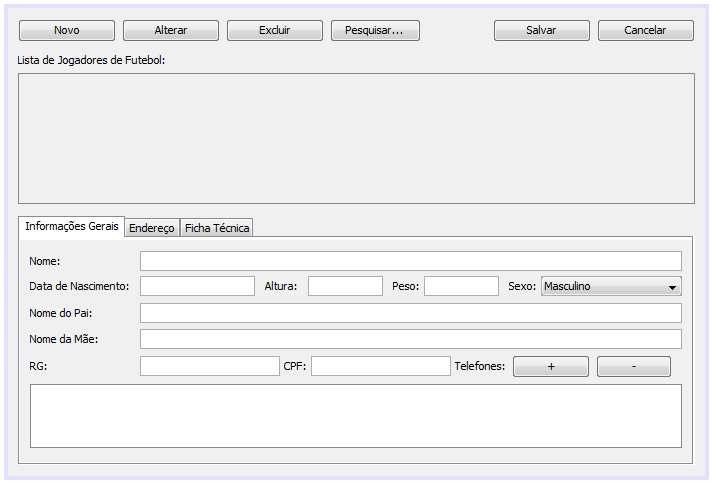 Novo Alterar Excluir Pesquisar... Salvar Cancelar
Lista de Jogadores de Futebol:
Informações Gerais Endereço Ficha Técnica
Nome:
Data de Nascimento: Altura: Peso: Sexo: Masculino
Nome do Pai:
Nome da Mãe:
RG: CPF: Telefones: + -